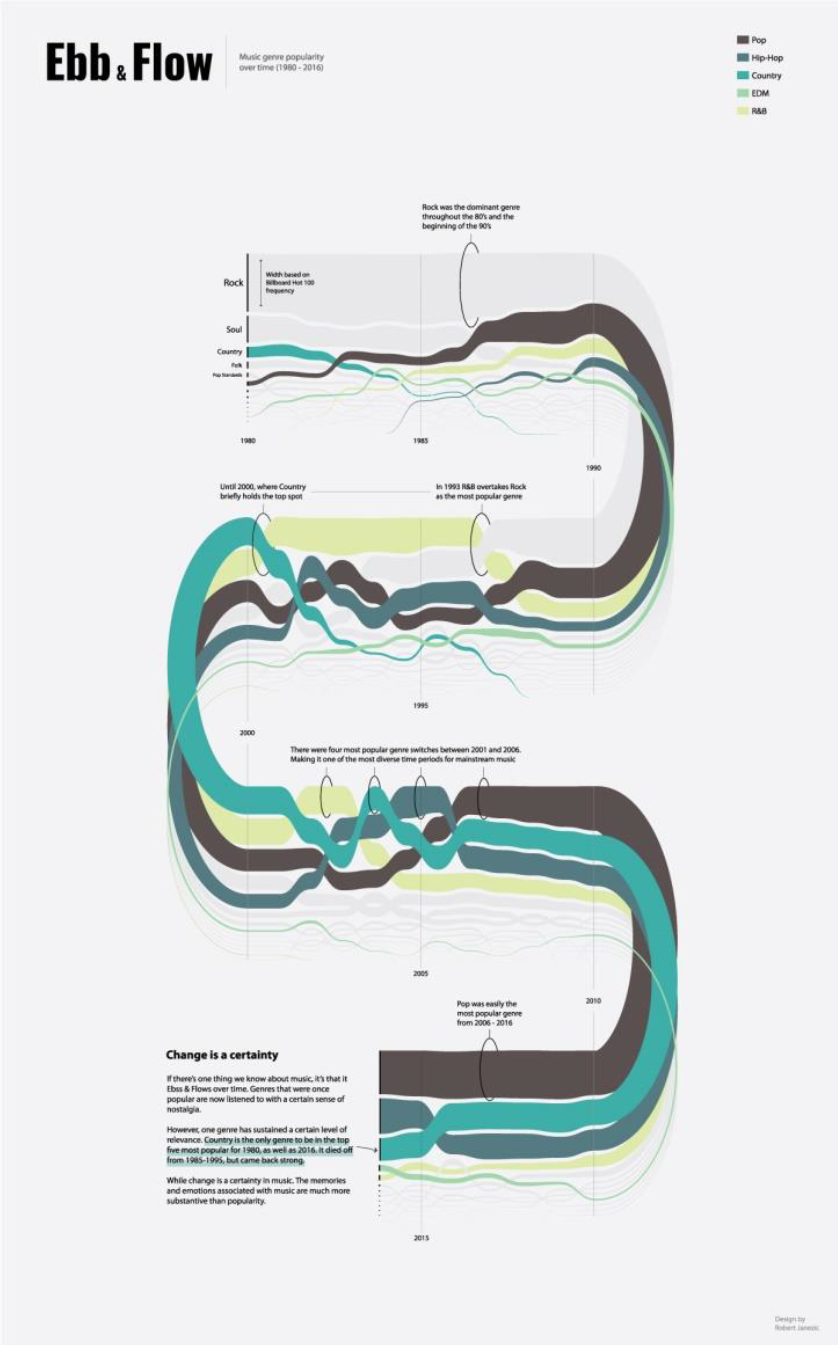 Ebb & Flow
Music genre popularity
over time (1980 - 2016)
Pop
Hip-Hop
Country
EDM
R&B
Rock was the dominant genre
throughout the 80's and the
beginning of the 90's
Rock
Width based on
Billboard Hot 100
frequency
Soul
Country
Folk
Pop Standards
1980
1985
1990
Until 2000, where Country
briefly holds the top spot
In 1993 R&B overtakes Rock
as the most popular genre
1995
2000
There were four most popular genre switches between 2001 and 2006.
Making it one of the most diverse time periods for mainstream music
2005
2010
Pop was easily the
most popular genre
from 2006 - 2016
Change is a certainty
If there's one thing we know about music, it's that it
Ebss & Flows over time. Genres that were once
popular are now listened to with a certain sense of
nostalgia.
However, one genre has sustained a certain level of
relevance. Country is the only genre to be in the top
five most popular for 1980, as well as 2016. It died off
from 1985-1995, but came back strong.
While change is a certainty in music. The memories
and emotions associated with music are much more
substantive than popularity.
2015
Design by
Robert Janezic